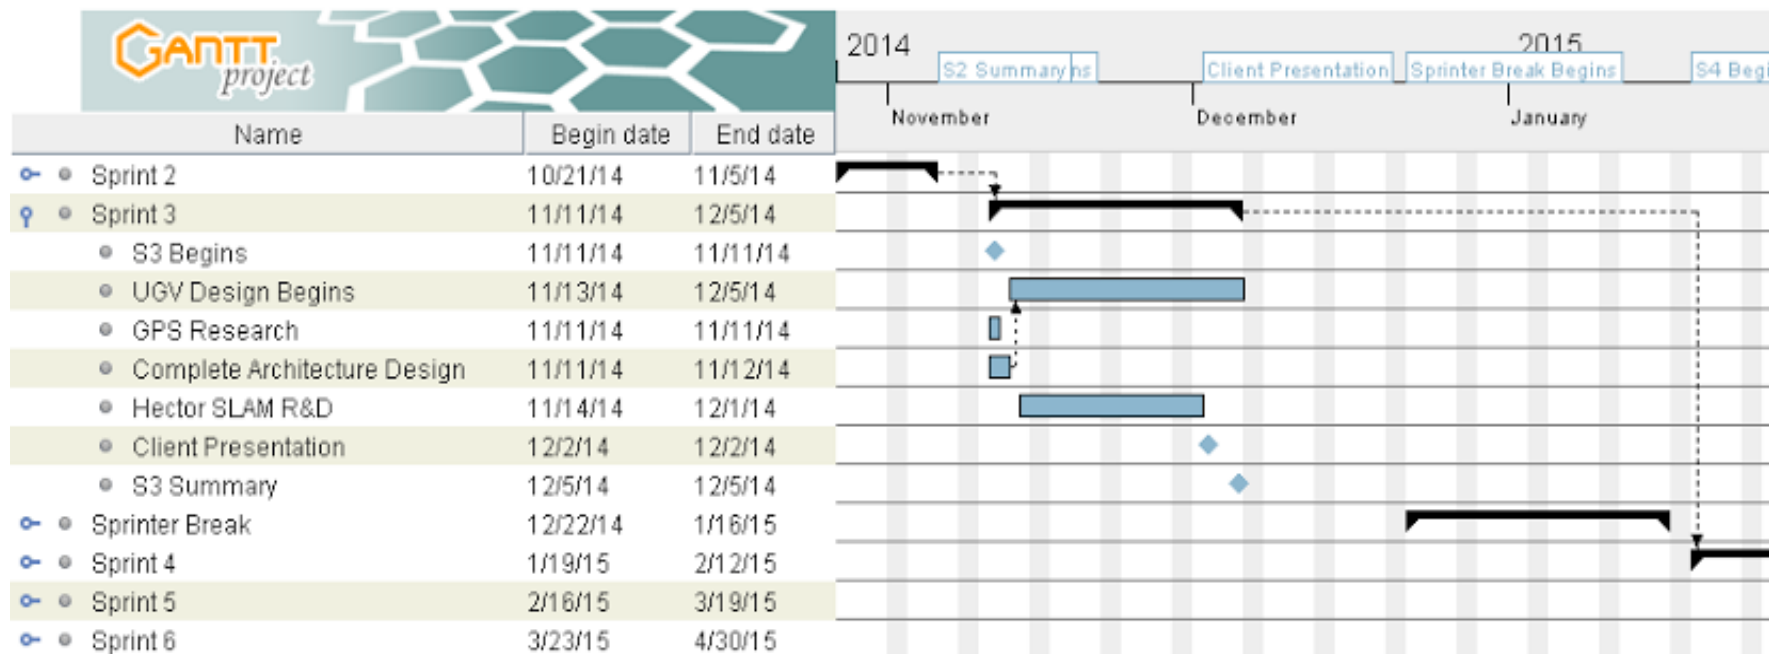 GANTT
project
2014
2015
S2 Summary
ns
Client Presentation
Sprinter Break Begins
S4 Begi
November
December
January
Name Begin date End date
Sprint 2 10/21/14 11/5/14
Sprint 3 11/11/14 12/5/14
S3 Begins 11/11/14 11/11/14
UGV Design Begins 11/13/14 12/5/14
GPS Research 11/11/14 11/11/14
Complete Architecture Design 11/11/14 11/12/14
Hector SLAM R&D 11/14/14 12/1/14
Client Presentation 12/2/14 12/2/14
S3 Summary 12/5/14 12/5/14
Sprinter Break 12/22/14 1/16/15
Sprint 4 1/19/15 2/12/15
Sprint 5 2/16/15 3/19/15
Sprint 6 3/23/15 4/30/15